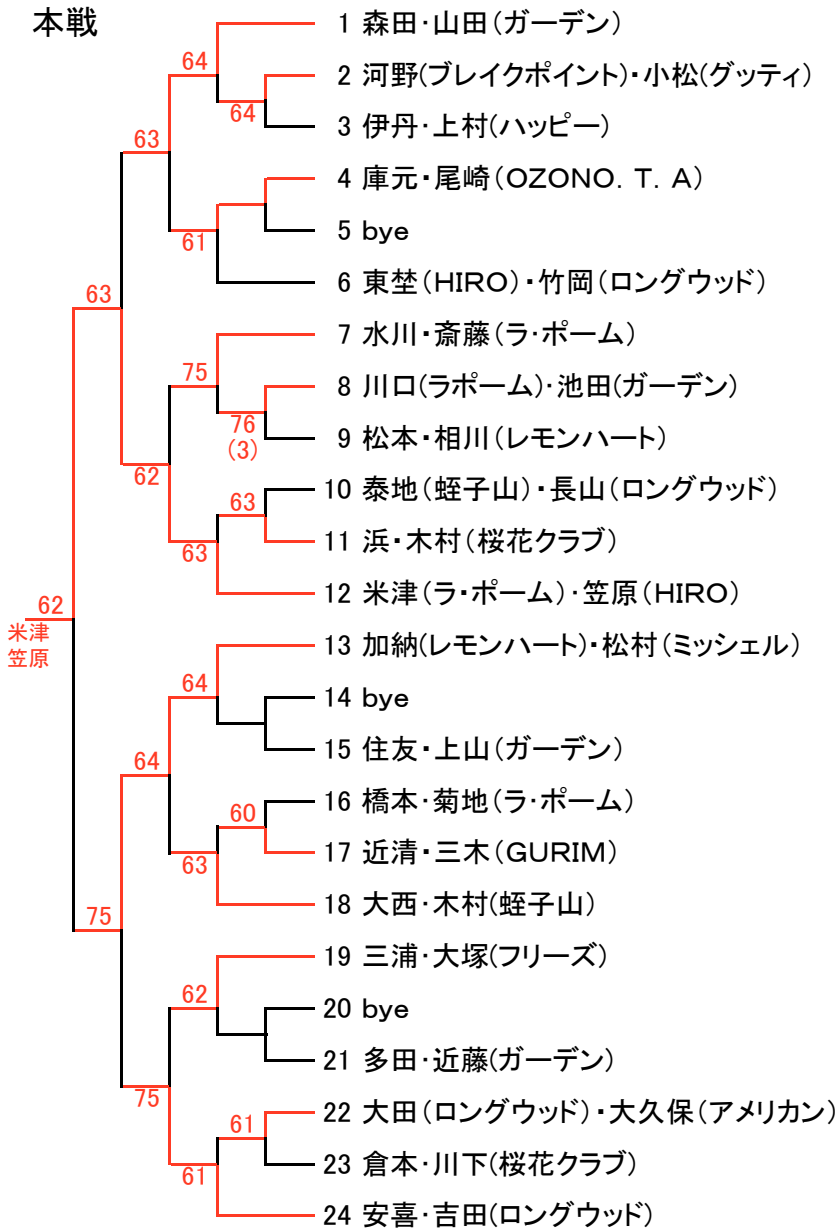 本戦
1 森田・山田(ガーデン)
64
2 河野(ブレイクポイント)・小松(グッティ)
64
3 伊丹・上村(ハッピー)
63
4 庫元・尾崎(OZONO. T. A)
61
5 bye
6 東埜(HIRO)・竹岡(ロングウッド)
63
7 水川・斎藤(ラ・ポーム)
75
8 川口(ラポーム)・池田(ガーデン)
76
(3)
9 松本・相川(レモンハート)
62
10 泰地(蛭子山)・長山(ロングウッド)
63
11 浜・木村(桜花クラブ)
63
12 米津(ラ・ポーム)・笠原(HIRO)
62
米津
笠原
13 加納(レモンハート)・松村(ミッシェル)
64
14 bye
15 住友・上山(ガーデン)
64
16 橋本・菊地(ラ・ポーム)
60
17 近清・三木(GURIM)
63
18 大西・木村(蛭子山)
75
19 三浦・大塚(フリーズ)
62
20 bye
21 多田・近藤(ガーデン)
75
22 大田(ロングウッド)・大久保(アメリカン)
61
23 倉本・川下(桜花クラブ)
61
24 安喜・吉田(ロングウッド)